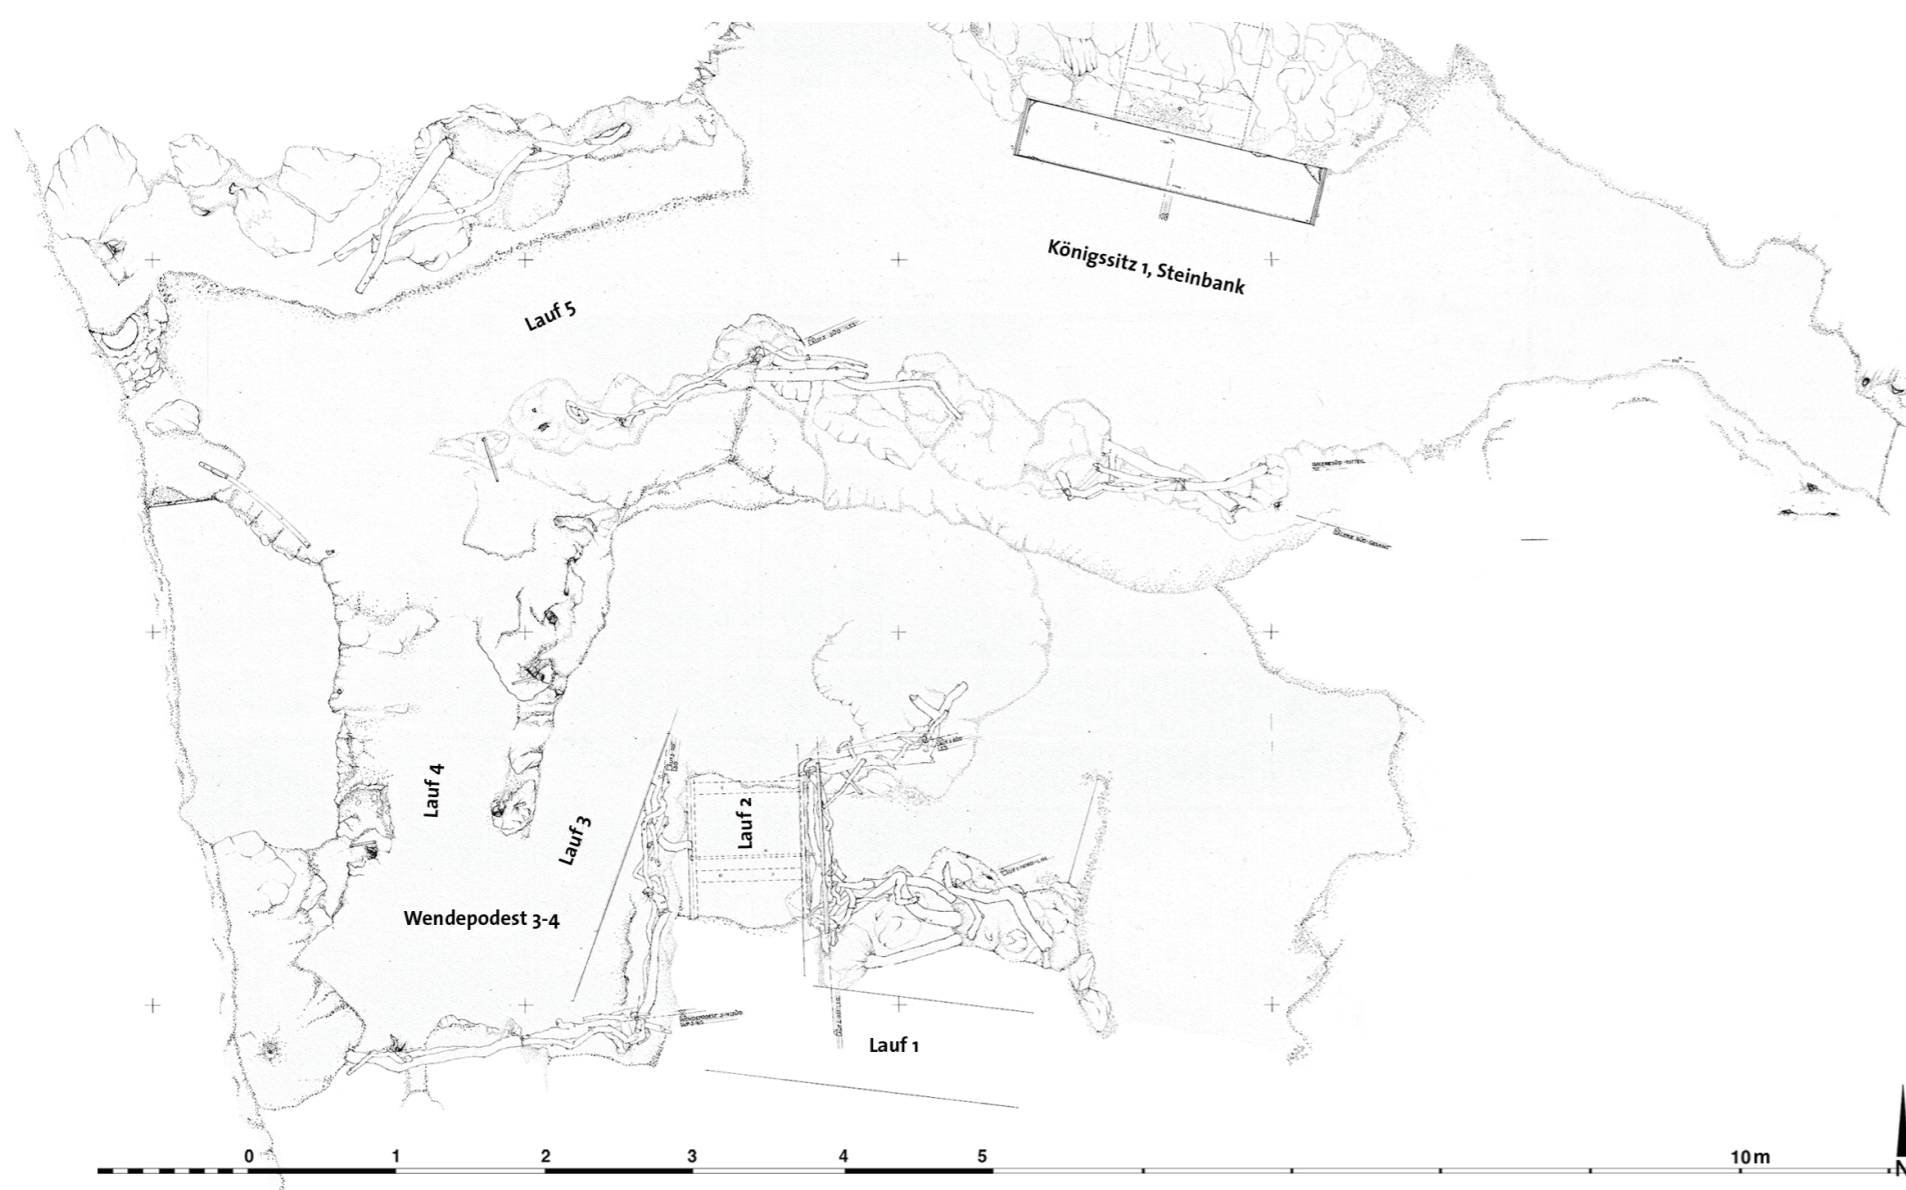 Königssitz 1, Steinbank
Lauf 5
Lauf 4
Lauf 3
Lauf 2
Wendepodest 3-4
Lauf 1
0 1 2 3 4 5 10 m
N